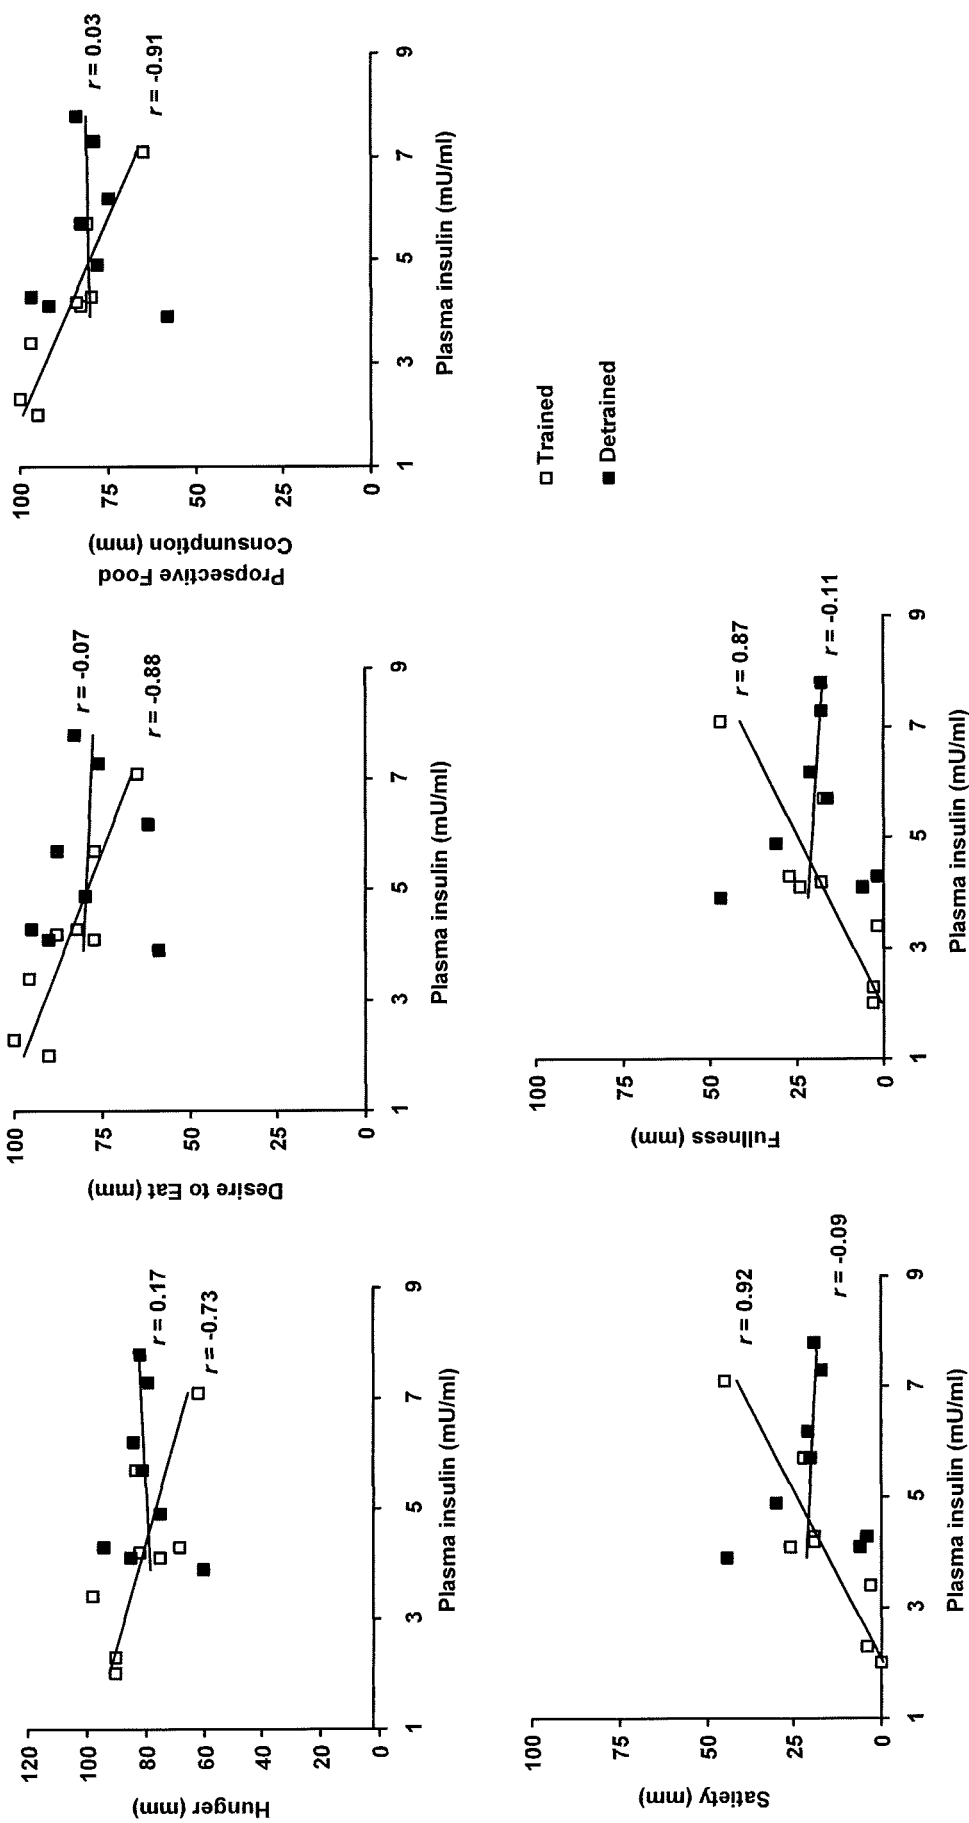 Hunger (mm)
120
100
80
60
40
20
0
1
3
5
7
9
Plasma insulin (mU/ml)
r = 0.17
r = -0.73
Desire to Eat (mm)
100
75
50
25
0
1
3
5
7
9
Plasma insulin (mU/ml)
r = -0.07
r = -0.88
Propsective Food
Consumption (mm)
100
75
50
25
0
1
3
5
7
9
Plasma insulin (mU/ml)
r = 0.03
r = -0.91
Satiety (mm)
100
75
50
25
0
1
3
5
7
9
Plasma insulin (mU/ml)
r = 0.92
r = -0.09
Fullness (mm)
100
75
50
25
0
1
3
5
7
9
Plasma insulin (mU/ml)
r = 0.87
r = -0.11
Trained
Detrained